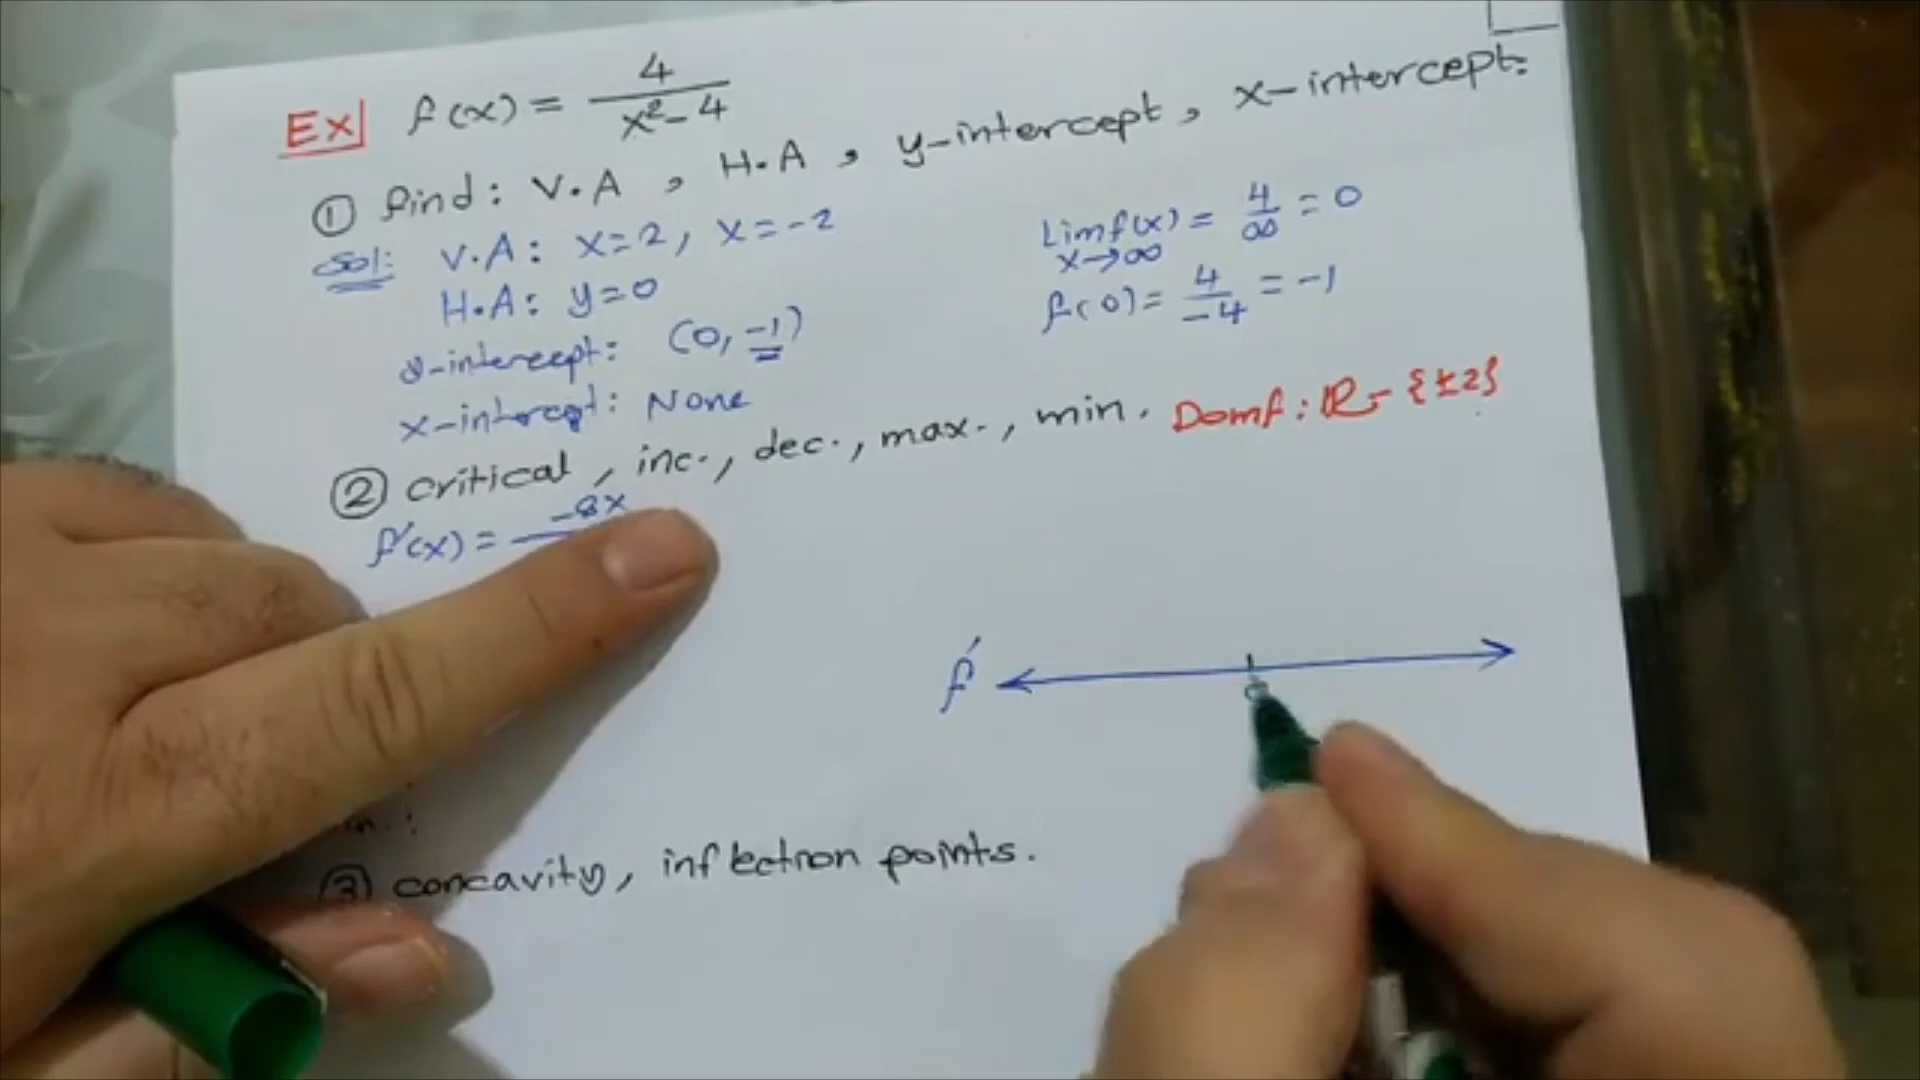 Ex f(x) = 4 / x²-4
① find: V.A , H.A , y-intercept , x-intercept.
Sol: V.A: x=2, x=-2
Lim f(x) = 4/∞ = 0
x→∞
H.A: y=0
f(0) = 4/-4 = -1
y-intercept: (0, -1)
x-intercept: None
② critical , inc. , dec. , max. , min. Domf: R-{±2}
f'(x) = -8x
f'
0
③ concavity, inflection points.